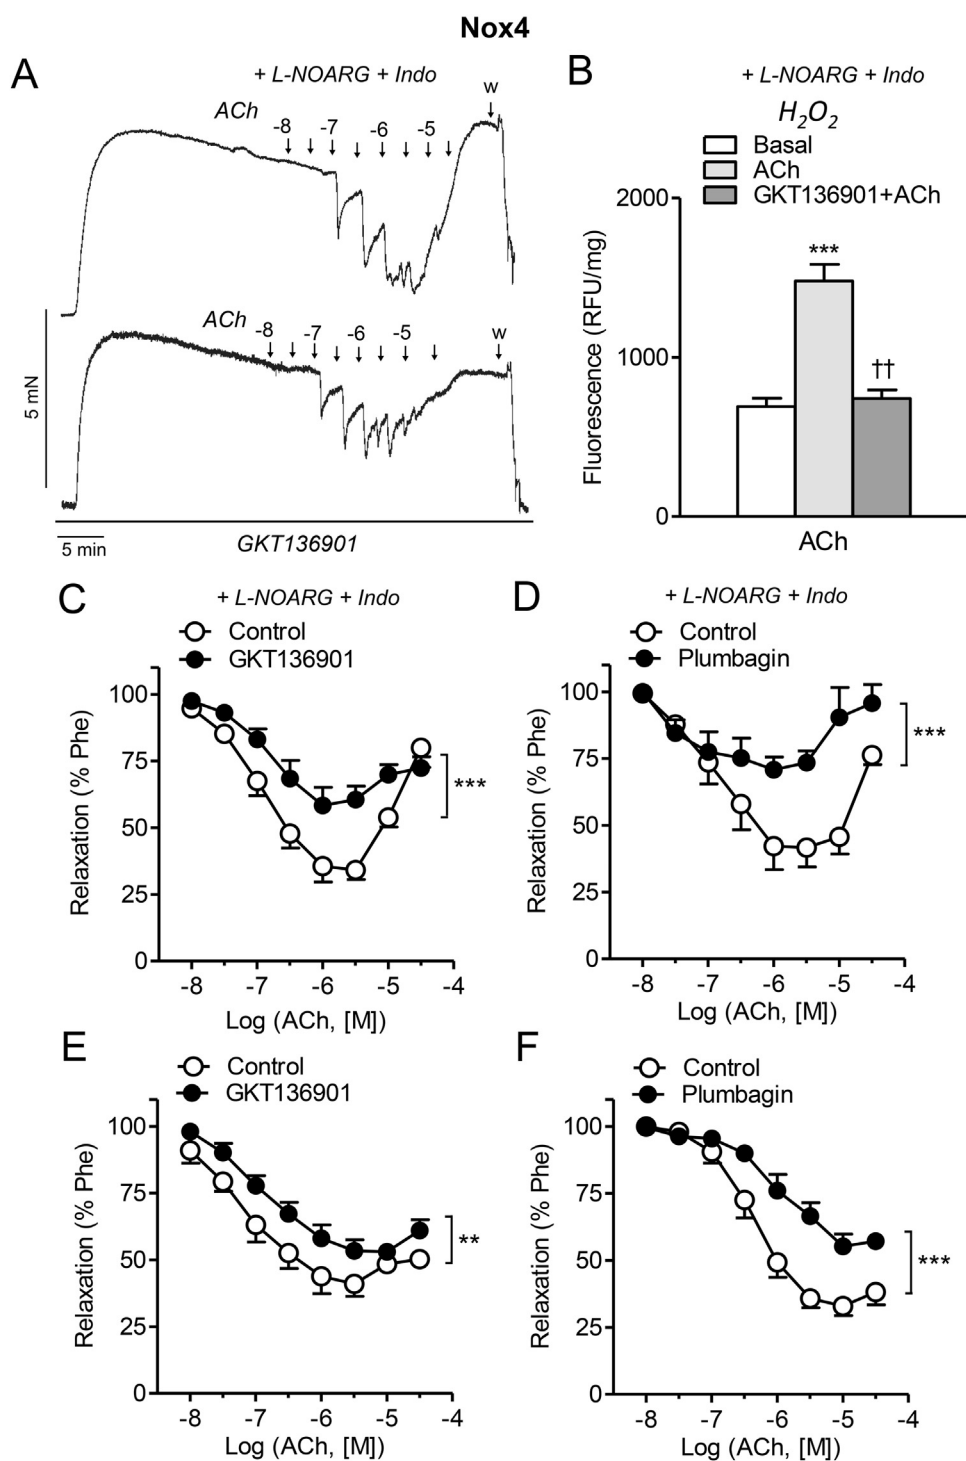 Nox4
A
+ L-NOARG + Indo
ACh
-8
-7
-6
-5
w
ACh
-8
-7
-6
-5
w
5 mN
5 min
GKT136901
B
+ L-NOARG + Indo
H2O2
Basal
ACh
GKT136901+ACh
Fluorescence (RFU/mg)
2000
1000
0
***
††
ACh
C
+ L-NOARG + Indo
Control
GKT136901
Relaxation (% Phe)
100
75
50
25
0
***
-8 -7 -6 -5 -4
Log (ACh, [M])
D
+ L-NOARG + Indo
Control
Plumbagin
Relaxation (% Phe)
100
75
50
25
0
***
-8 -7 -6 -5 -4
Log (ACh, [M])
E
Control
GKT136901
Relaxation (% Phe)
100
75
50
25
0
**
-8 -7 -6 -5 -4
Log (ACh, [M])
F
Control
Plumbagin
Relaxation (% Phe)
100
75
50
25
0
***
-8 -7 -6 -5 -4
Log (ACh, [M])